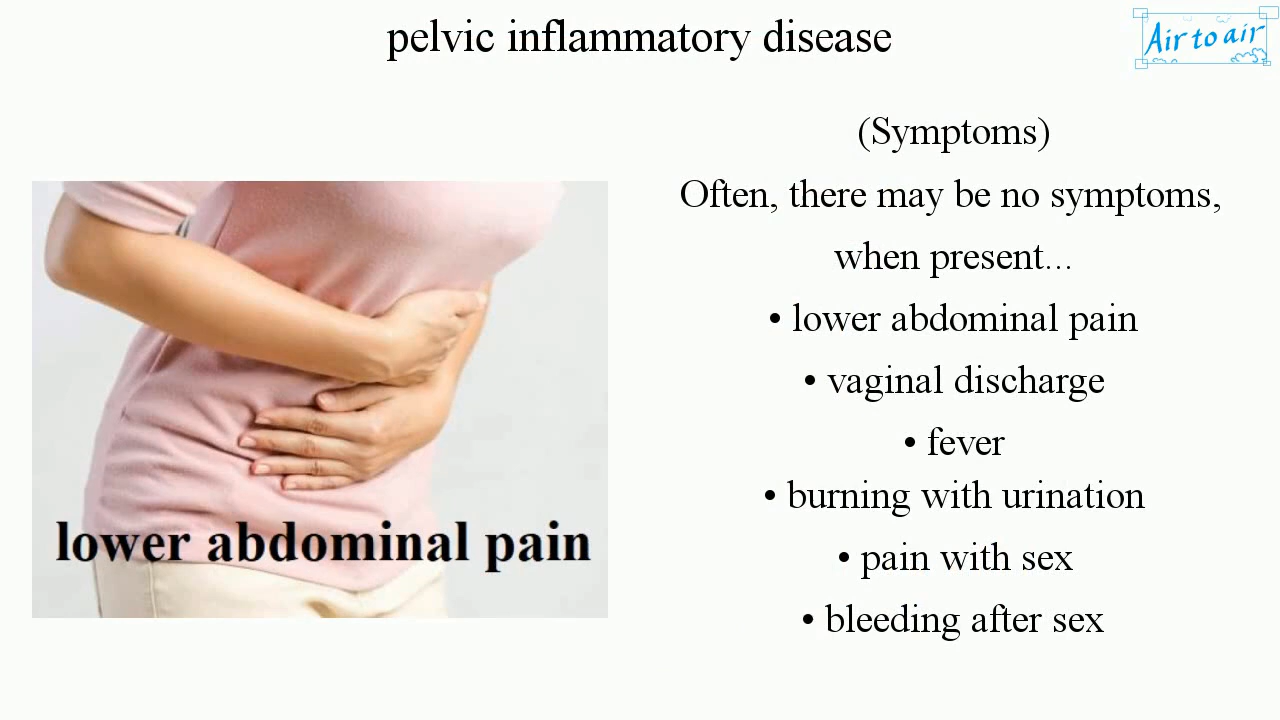 pelvic inflammatory disease
Air to air
(Symptoms)
Often, there may be no symptoms,
when present...
• lower abdominal pain
• vaginal discharge
• fever
• burning with urination
• pain with sex
• bleeding after sex
lower abdominal pain